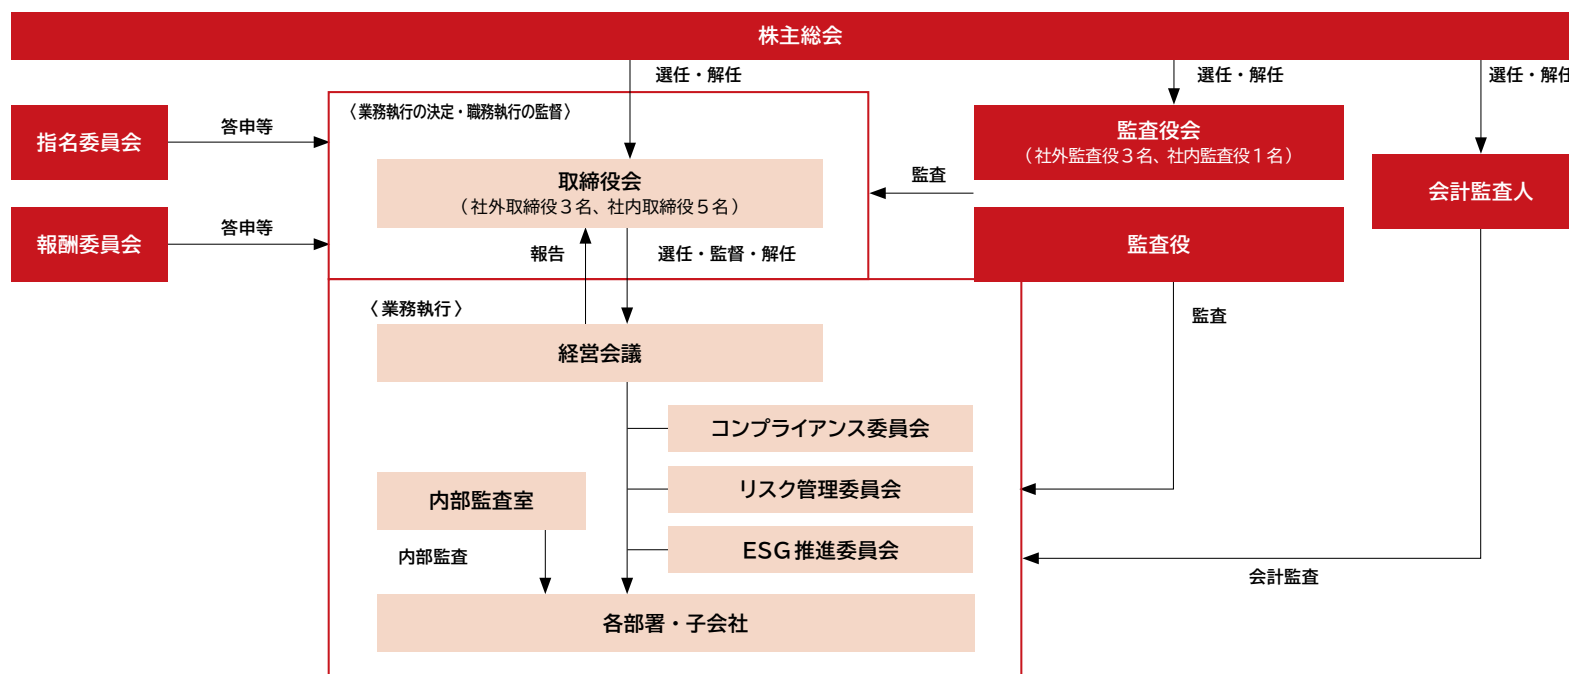 株主総会
選任・解任
選任・解任
選任・解任
〈業務執行の決定・職務執行の監督〉
指名委員会
答申等
監査役会
（社外監査役３名、社内監査役１名）
取締役会
（社外取締役３名、社内取締役５名）
監査
会計監査人
報酬委員会
答申等
監査役
報告
選任・監督・解任
〈業務執行〉
監査
経営会議
コンプライアンス委員会
リスク管理委員会
内部監査室
ESG推進委員会
内部監査
会計監査
各部署・子会社